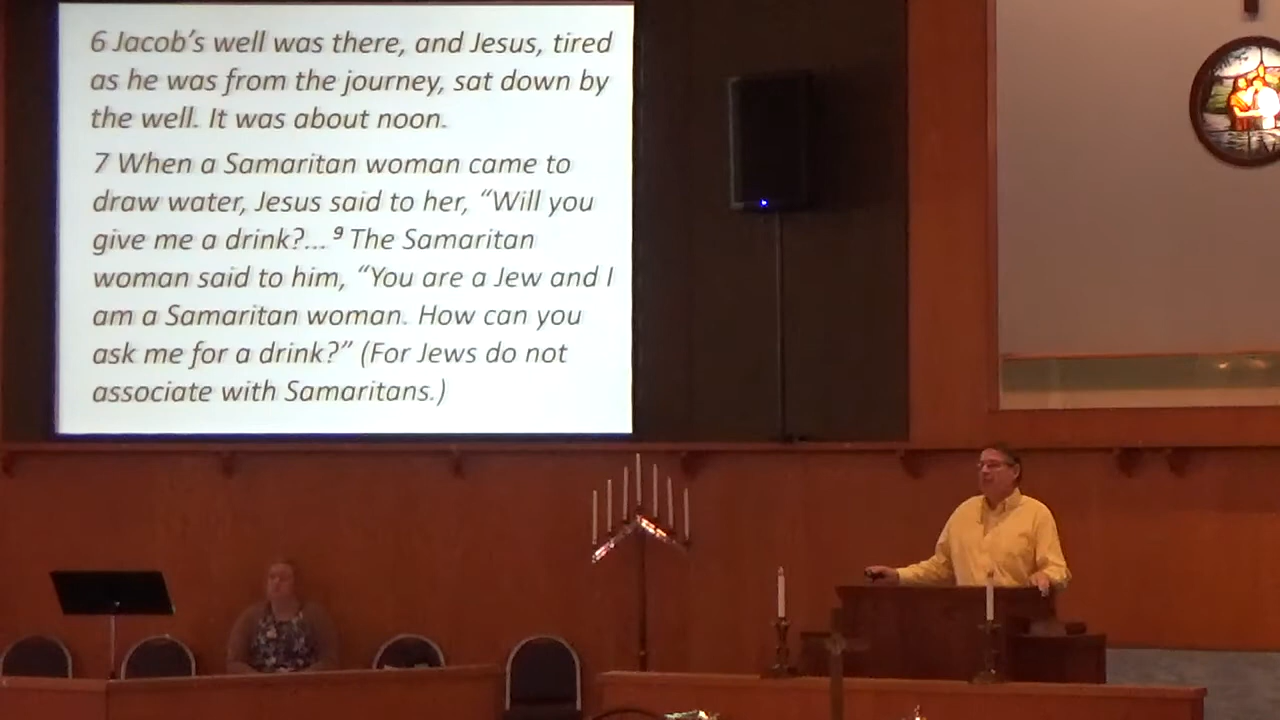 6 Jacob’s well was there, and Jesus, tired
as he was from the journey, sat down by
the well. It was about noon.
7 When a Samaritan woman came to
draw water, Jesus said to her, “Will you
give me a drink?... ⁹ The Samaritan
woman said to him, “You are a Jew and I
am a Samaritan woman. How can you
ask me for a drink?” (For Jews do not
associate with Samaritans.)